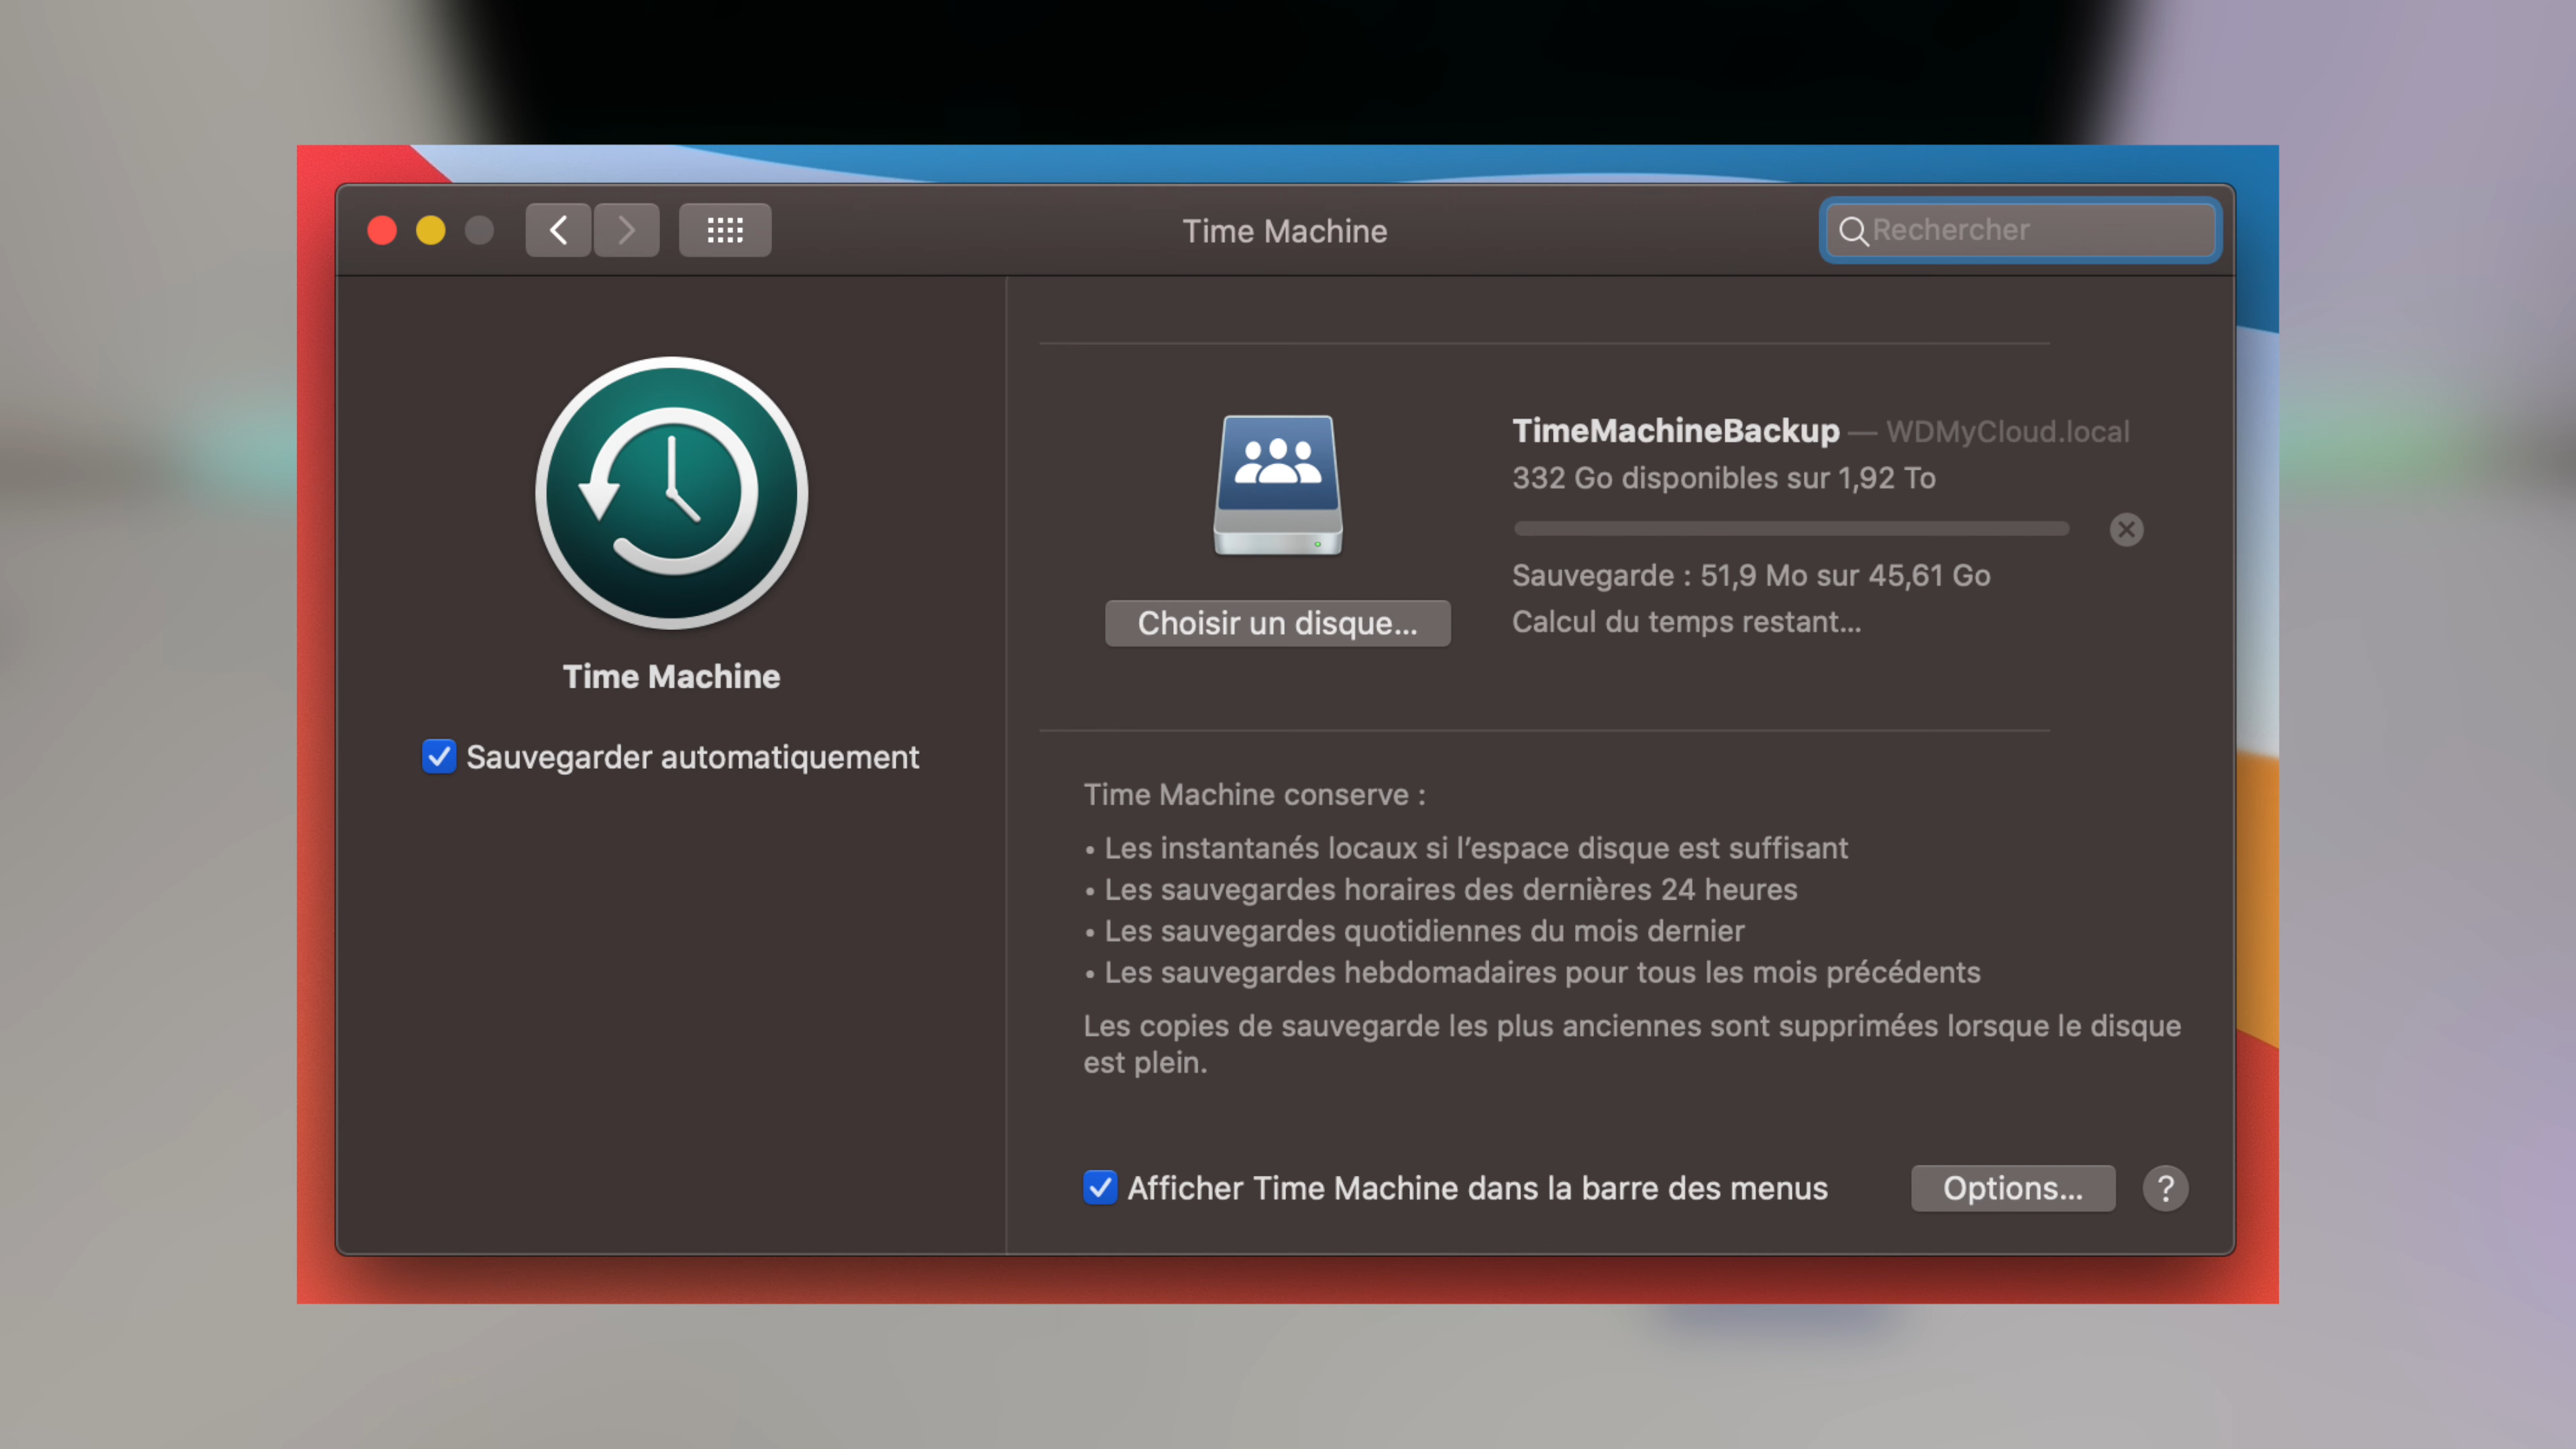 Time Machine
Rechercher
Time Machine
Sauvegarder automatiquement
TimeMachineBackup — WDMyCloud.local
332 Go disponibles sur 1,92 To
Sauvegarde : 51,9 Mo sur 45,61 Go
Calcul du temps restant...
Choisir un disque...
Time Machine conserve :
• Les instantanés locaux si l’espace disque est suffisant
• Les sauvegardes horaires des dernières 24 heures
• Les sauvegardes quotidiennes du mois dernier
• Les sauvegardes hebdomadaires pour tous les mois précédents
Les copies de sauvegarde les plus anciennes sont supprimées lorsque le disque
est plein.
Afficher Time Machine dans la barre des menus
Options...
?